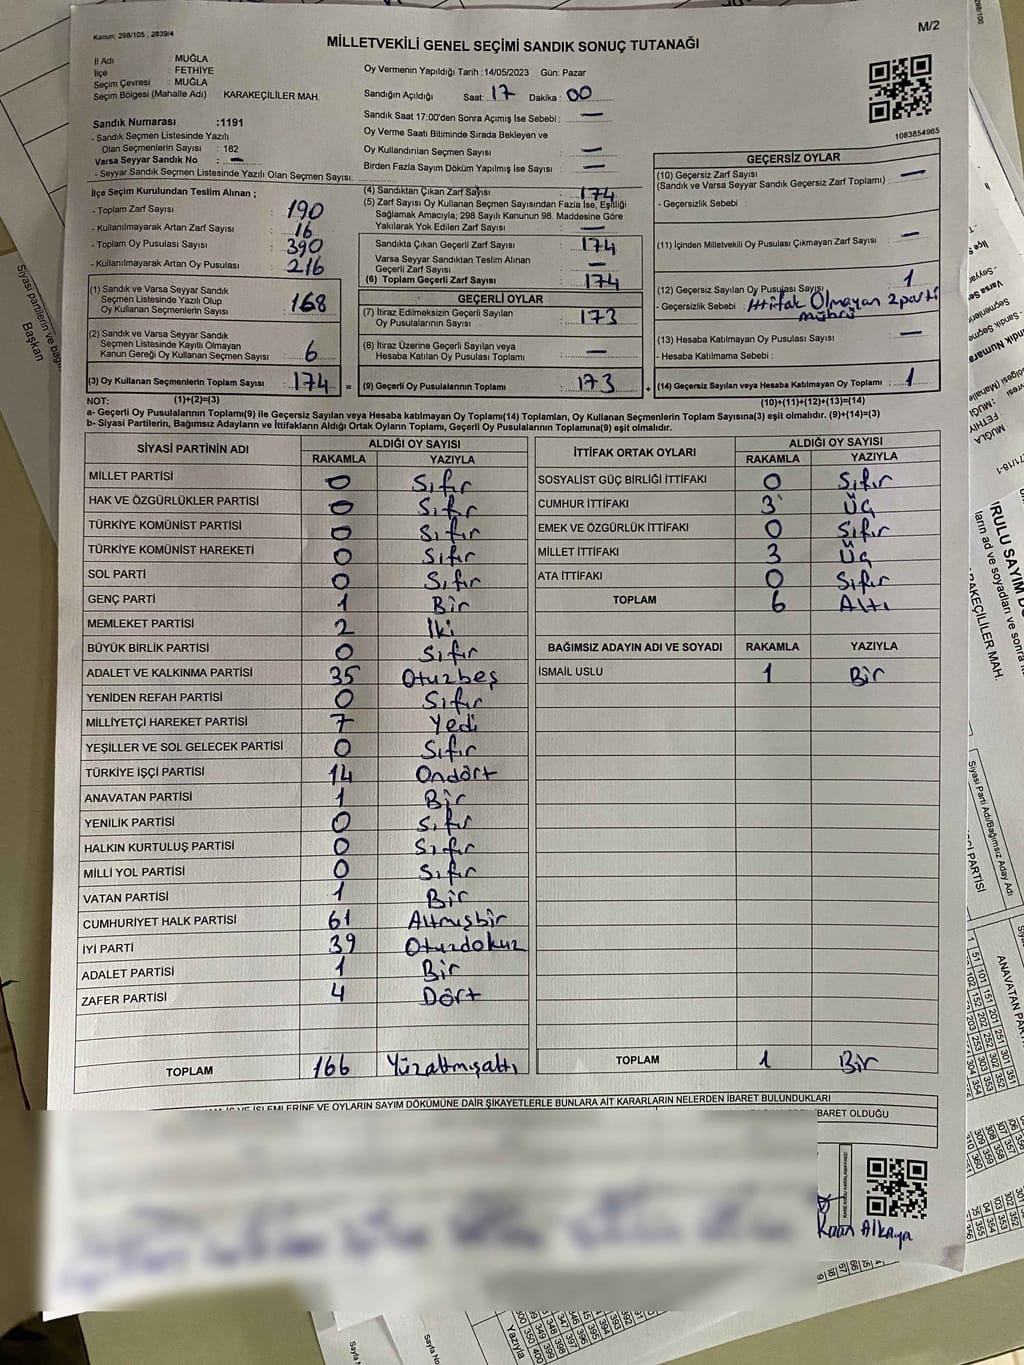 Kanun: 298/105 , 2839/4
M/2
MİLLETVEKİLİ GENEL SEÇİMİ SANDIK SONUÇ TUTANAĞI
İl Adı : MUĞLA
İlçe : FETHİYE
Seçim Çevresi : MUĞLA
Seçim Bölgesi (Mahalle Adı) KARAKEÇİLİLER MAH.
Sandık Numarası :1191
- Sandık Seçmen Listesinde Yazılı
Olan Seçmenlerin Sayısı : 182
Varsa Seyyar Sandık No : —
- Seyyar Sandık Seçmen Listesinde Yazılı Olan Seçmen Sayısı:
Oy Vermenin Yapıldığı Tarih :14/05/2023 Gün: Pazar
Sandığın Açıldığı Saat: 17 Dakika: 00
Sandık Saat 17:00'den Sonra Açımış İse Sebebi : —
Oy Verme Saati Bitiminde Sırada Bekleyen ve
Oy Kullandırılan Seçmen Sayısı —
Birden Fazla Sayım Döküm Yapılmış İse Sayısı : —
1083854965
İlçe Seçim Kurulundan Teslim Alınan ;
- Toplam Zarf Sayısı : 190
- Kullanılmayarak Artan Zarf Sayısı : 16
- Toplam Oy Pusulası Sayısı : 390
- Kullanılmayarak Artan Oy Pusulası : 216
(1) Sandık ve Varsa Seyyar Sandık
Seçmen Listesinde Yazılı Olup
Oy Kullanan Seçmenlerin Sayısı : 168
(2) Sandık ve Varsa Seyyar Sandık
Seçmen Listesinde Kayıtlı Olmayan
Kanun Gereği Oy Kullanan Seçmen Sayısı : 6
(3) Oy Kullanan Seçmenlerin Toplam Sayısı : 174 =
(1)+(2)=(3)
(4) Sandıktan Çıkan Zarf Sayısı : 174
(5) Zarf Sayısı Oy Kullanan Seçmen Sayısından Fazla İse, Eşitliği
Sağlamak Amacıyla; 298 Sayılı Kanunun 98. Maddesine Göre
Yakılarak Yok Edilen Zarf Sayısı : —
Sandıkta Çıkan Geçerli Zarf Sayısı : 174
Varsa Seyyar Sandıktan Teslim Alınan
Geçerli Zarf Sayısı : —
(6) Toplam Geçerli Zarf Sayısı : 174
GEÇERLİ OYLAR
(7) İtiraz Edilmeksizin Geçerli Sayılan
Oy Pusulalarının Sayısı : 173
(8) İtiraz Üzerine Geçerli Sayılan veya
Hesaba Katılan Oy Pusulası Toplamı : —
(9) Geçerli Oy Pusulalarının Toplamı : 173 +
GEÇERSİZ OYLAR
(10) Geçersiz Zarf Sayısı
(Sandık ve Varsa Seyyar Sandık Geçersiz Zarf Toplamı) : —
- Geçersizlik Sebebi :
(11) İçinden Milletvekili Oy Pusulası Çıkmayan Zarf Sayısı : —
(12) Geçersiz Sayılan Oy Pusulası Sayısı : 1
- Geçersizlik Sebebi : İttifak Olmayan 2 parti
mührü
(13) Hesaba Katılmayan Oy Pusulası Sayısı : —
- Hesaba Katılmama Sebebi :
(14) Geçersiz Sayılan veya Hesaba Katılmayan Oy Toplamı : 1
(10)+(11)+(12)+(13)=(14)
NOT:
a- Geçerli Oy Pusulalarının Toplamı(9) ile Geçersiz Sayılan veya Hesaba katılmayan Oy Toplamı(14) Toplamları, Oy Kullanan Seçmenlerin Toplam Sayısına(3) eşit olmalıdır. (9)+(14)=(3)
b- Siyasi Partilerin, Bağımsız Adayların ve İttifakların Aldığı Ortak Oyların Toplamı, Geçerli Oy Pusulalarının Toplamına(9) eşit olmalıdır.
SİYASİ PARTİNİN ADI ALDIĞI OY SAYISI
RAKAMLA YAZIYLA
MİLLET PARTİSİ 0 Sıfır
HAK VE ÖZGÜRLÜKLER PARTİSİ 0 Sıfır
TÜRKİYE KOMÜNİST PARTİSİ 0 Sıfır
TÜRKİYE KOMÜNİST HAREKETİ 0 Sıfır
SOL PARTİ 0 Sıfır
GENÇ PARTİ 1 Bir
MEMLEKET PARTİSİ 2 İki
BÜYÜK BİRLİK PARTİSİ 0 Sıfır
ADALET VE KALKINMA PARTİSİ 35 Otuzbeş
YENİDEN REFAH PARTİSİ 0 Sıfır
MİLLİYETÇİ HAREKET PARTİSİ 7 Yedi
YEŞİLLER VE SOL GELECEK PARTİSİ 0 Sıfır
TÜRKİYE İŞÇİ PARTİSİ 14 Ondört
ANAVATAN PARTİSİ 1 Bir
YENİLİK PARTİSİ 0 Sıfır
HALKIN KURTULUŞ PARTİSİ 0 Sıfır
MİLLİ YOL PARTİSİ 0 Sıfır
VATAN PARTİSİ 1 Bir
CUMHURİYET HALK PARTİSİ 61 Altmışbir
İYİ PARTİ 39 Otuzdokuz
ADALET PARTİSİ 1 Bir
ZAFER PARTİSİ 4 Dört
TOPLAM 166 Yüzaltmışaltı
İTTİFAK ORTAK OYLARI ALDIĞI OY SAYISI
RAKAMLA YAZIYLA
SOSYALİST GÜÇ BİRLİĞİ İTTİFAKI 0 Sıfır
CUMHUR İTTİFAKI 3 Üç
EMEK VE ÖZGÜRLÜK İTTİFAKI 0 Sıfır
MİLLET İTTİFAKI 3 Üç
ATA İTTİFAKI 0 Sıfır
TOPLAM 6 Altı
BAĞIMSIZ ADAYIN ADI VE SOYADI RAKAMLA YAZIYLA
İSMAİL USLU 1 Bir
TOPLAM 1 Bir
İŞLEMLERİNE VE OYLARIN SAYIM DÖKÜMÜNE DAİR ŞİKAYETLERLE BUNLARA AİT KARARLARIN NELERDEN İBARET BULUNDUKLARI
İBARET OLDUĞU
Kaan Alkaya
Siyasi partilerin ve
Başkan
KARAKEÇİLİLER MAH.
Siyasi Parti Adı/Bağımsız Aday Adı
Yazıyla
Sayfa No